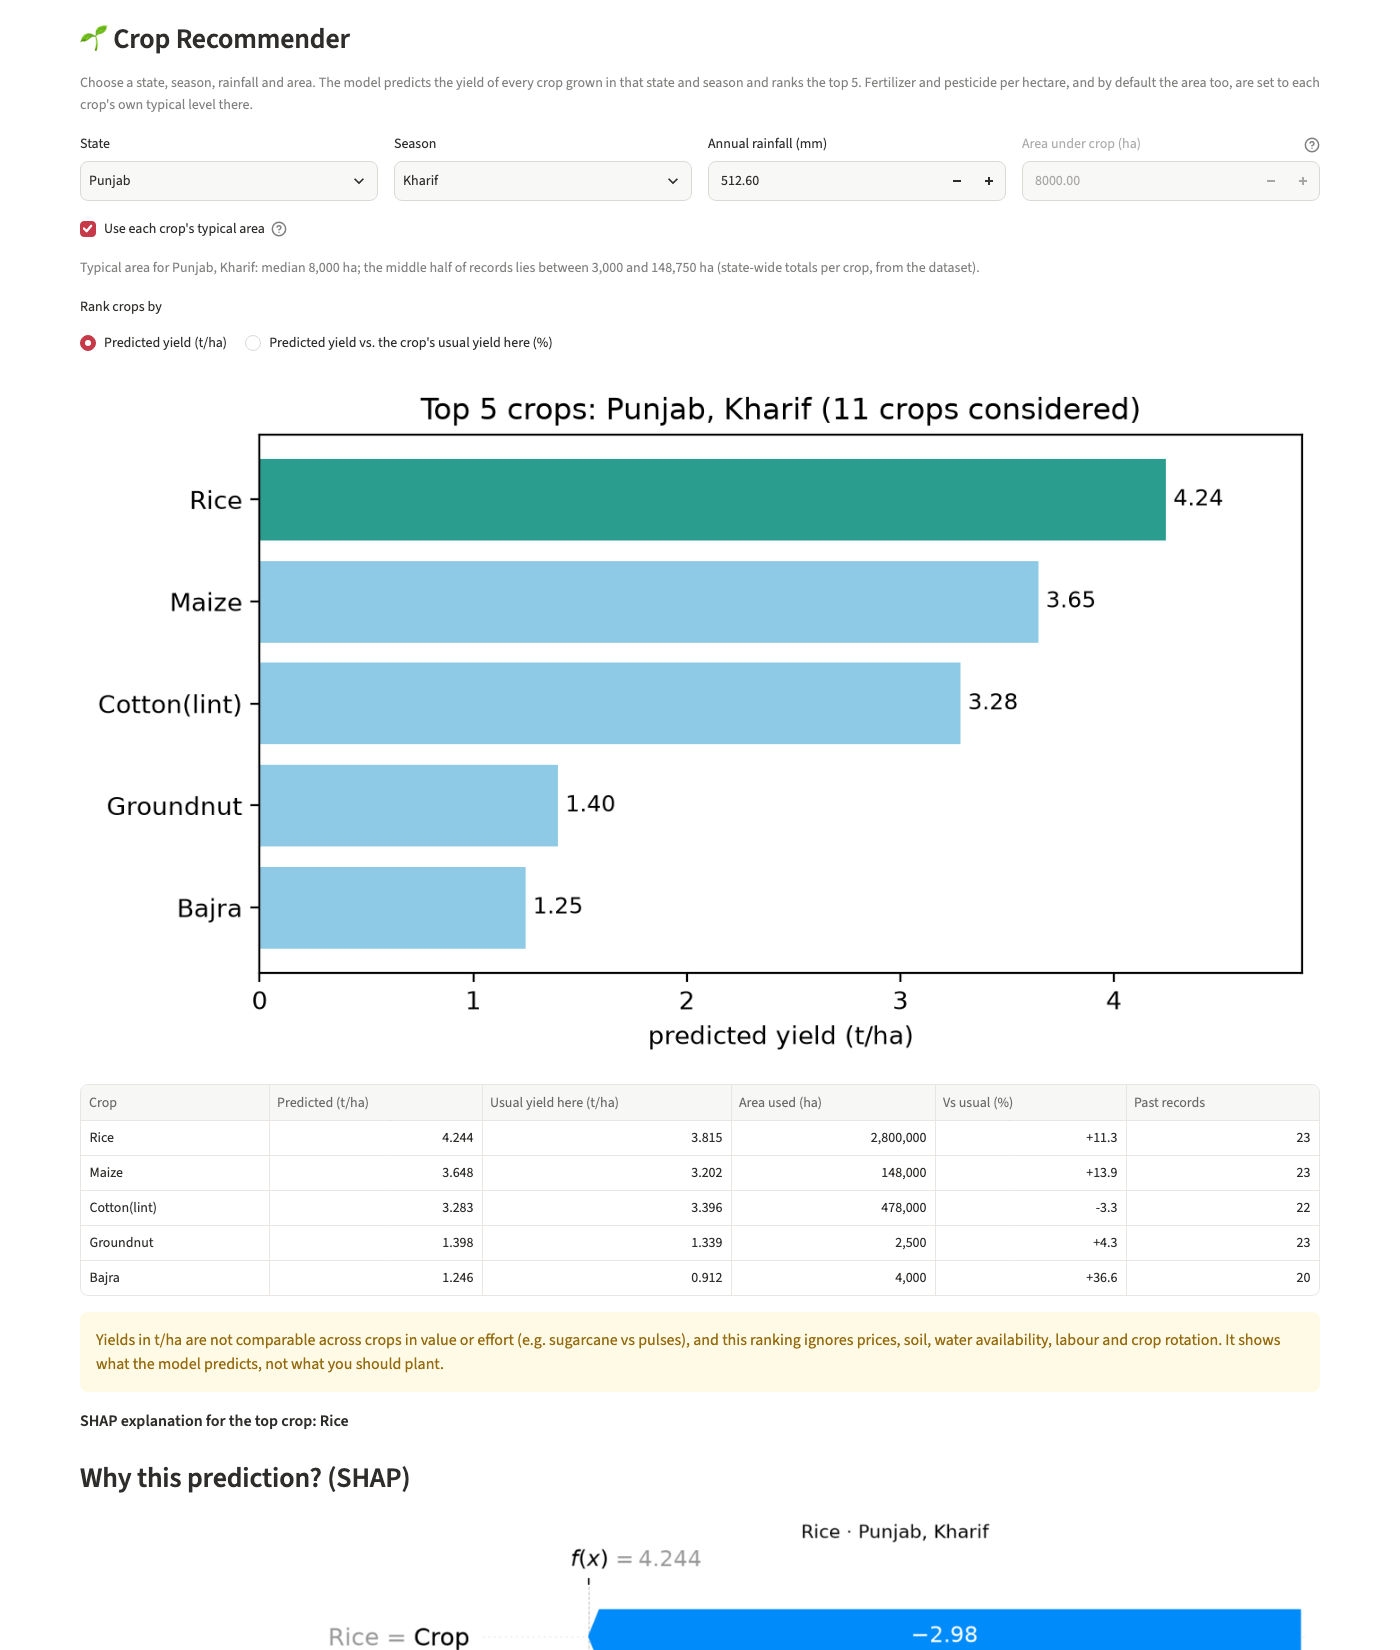 Crop Recommender
Choose a state, season, rainfall and area. The model predicts the yield of every crop grown in that state and season and ranks the top 5. Fertilizer and pesticide per hectare, and by default the area too, are set to each
crop's own typical level there.
State Season Annual rainfall (mm) Area under crop (ha)
Punjab Kharif 512.60 − + 8000.00 − +
Use each crop's typical area
Typical area for Punjab, Kharif: median 8,000 ha; the middle half of records lies between 3,000 and 148,750 ha (state-wide totals per crop, from the dataset).
Rank crops by
Predicted yield (t/ha) Predicted yield vs. the crop's usual yield here (%)
Top 5 crops: Punjab, Kharif (11 crops considered)
Rice 4.24
Maize 3.65
Cotton(lint) 3.28
Groundnut 1.40
Bajra 1.25
0 1 2 3 4
predicted yield (t/ha)
Crop Predicted (t/ha) Usual yield here (t/ha) Area used (ha) Vs usual (%) Past records
Rice 4.244 3.815 2,800,000 +11.3 23
Maize 3.648 3.202 148,000 +13.9 23
Cotton(lint) 3.283 3.396 478,000 -3.3 22
Groundnut 1.398 1.339 2,500 +4.3 23
Bajra 1.246 0.912 4,000 +36.6 20
Yields in t/ha are not comparable across crops in value or effort (e.g. sugarcane vs pulses), and this ranking ignores prices, soil, water availability, labour and crop rotation. It shows
what the model predicts, not what you should plant.
SHAP explanation for the top crop: Rice
Why this prediction? (SHAP)
Rice · Punjab, Kharif
f(x) = 4.244
Rice = Crop −2.98